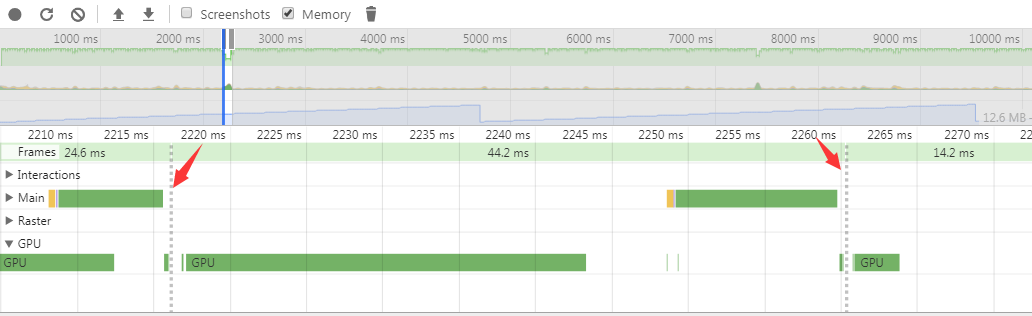 Screenshots Memory
1000 ms 2000 ms 3000 ms 4000 ms 5000 ms 6000 ms 7000 ms 8000 ms 9000 ms 10000 ms
12.6 MB
2210 ms 2215 ms 2220 ms 2225 ms 2230 ms 2235 ms 2240 ms 2245 ms 2250 ms 2255 ms 2260 ms 2265 ms 2270 ms 22
Frames 24.6 ms 44.2 ms 14.2 ms
Interactions
Main
Raster
GPU
GPU GPU GPU